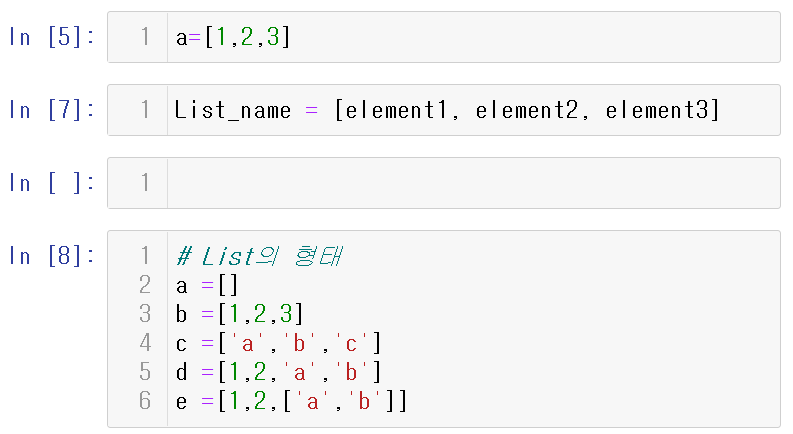 In [5]: 1 a=[1,2,3]
In [7]: 1 List_name = [element1, element2, element3]
In [ ]: 1
In [8]: 1 # List의 형태
2 a =[]
3 b =[1,2,3]
4 c =['a','b','c']
5 d =[1,2,'a','b']
6 e =[1,2,['a','b']]